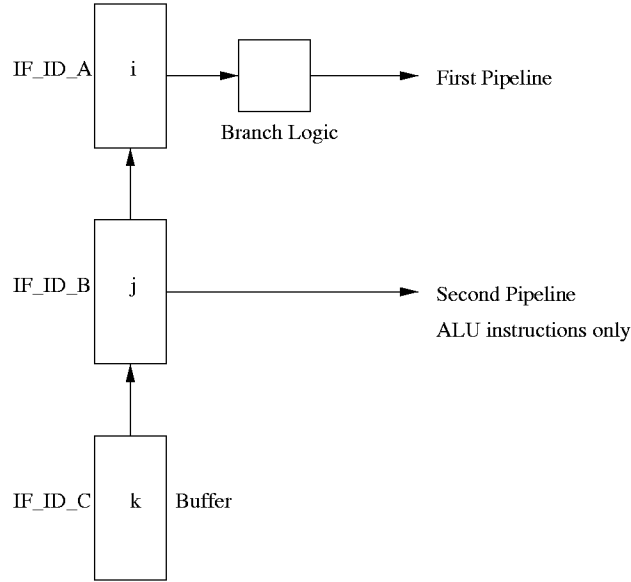 IF_ID_A
i
First Pipeline
Branch Logic
IF_ID_B
j
Second Pipeline
ALU instructions only
IF_ID_C
k
Buffer